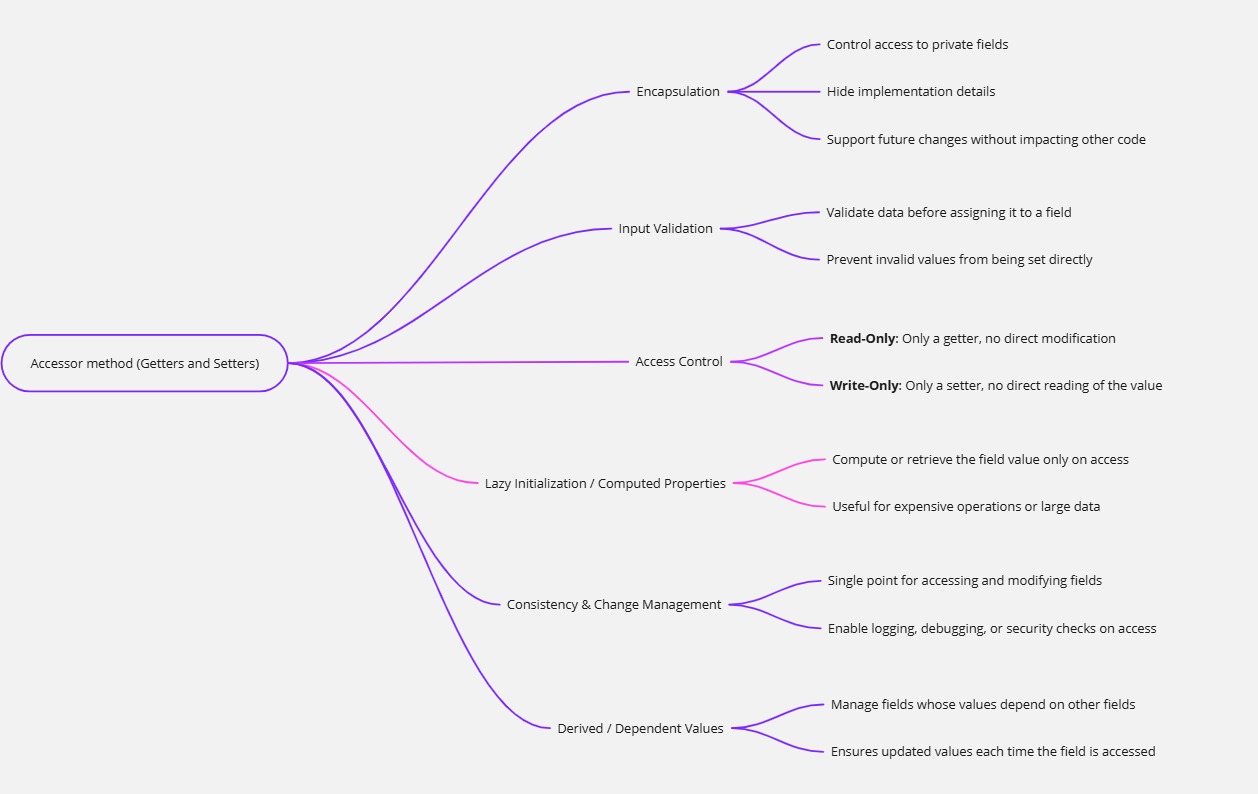 Accessor method (Getters and Setters)
Encapsulation
Control access to private fields
Hide implementation details
Support future changes without impacting other code
Input Validation
Validate data before assigning it to a field
Prevent invalid values from being set directly
Access Control
Read-Only: Only a getter, no direct modification
Write-Only: Only a setter, no direct reading of the value
Lazy Initialization / Computed Properties
Compute or retrieve the field value only on access
Useful for expensive operations or large data
Consistency & Change Management
Single point for accessing and modifying fields
Enable logging, debugging, or security checks on access
Derived / Dependent Values
Manage fields whose values depend on other fields
Ensures updated values each time the field is accessed